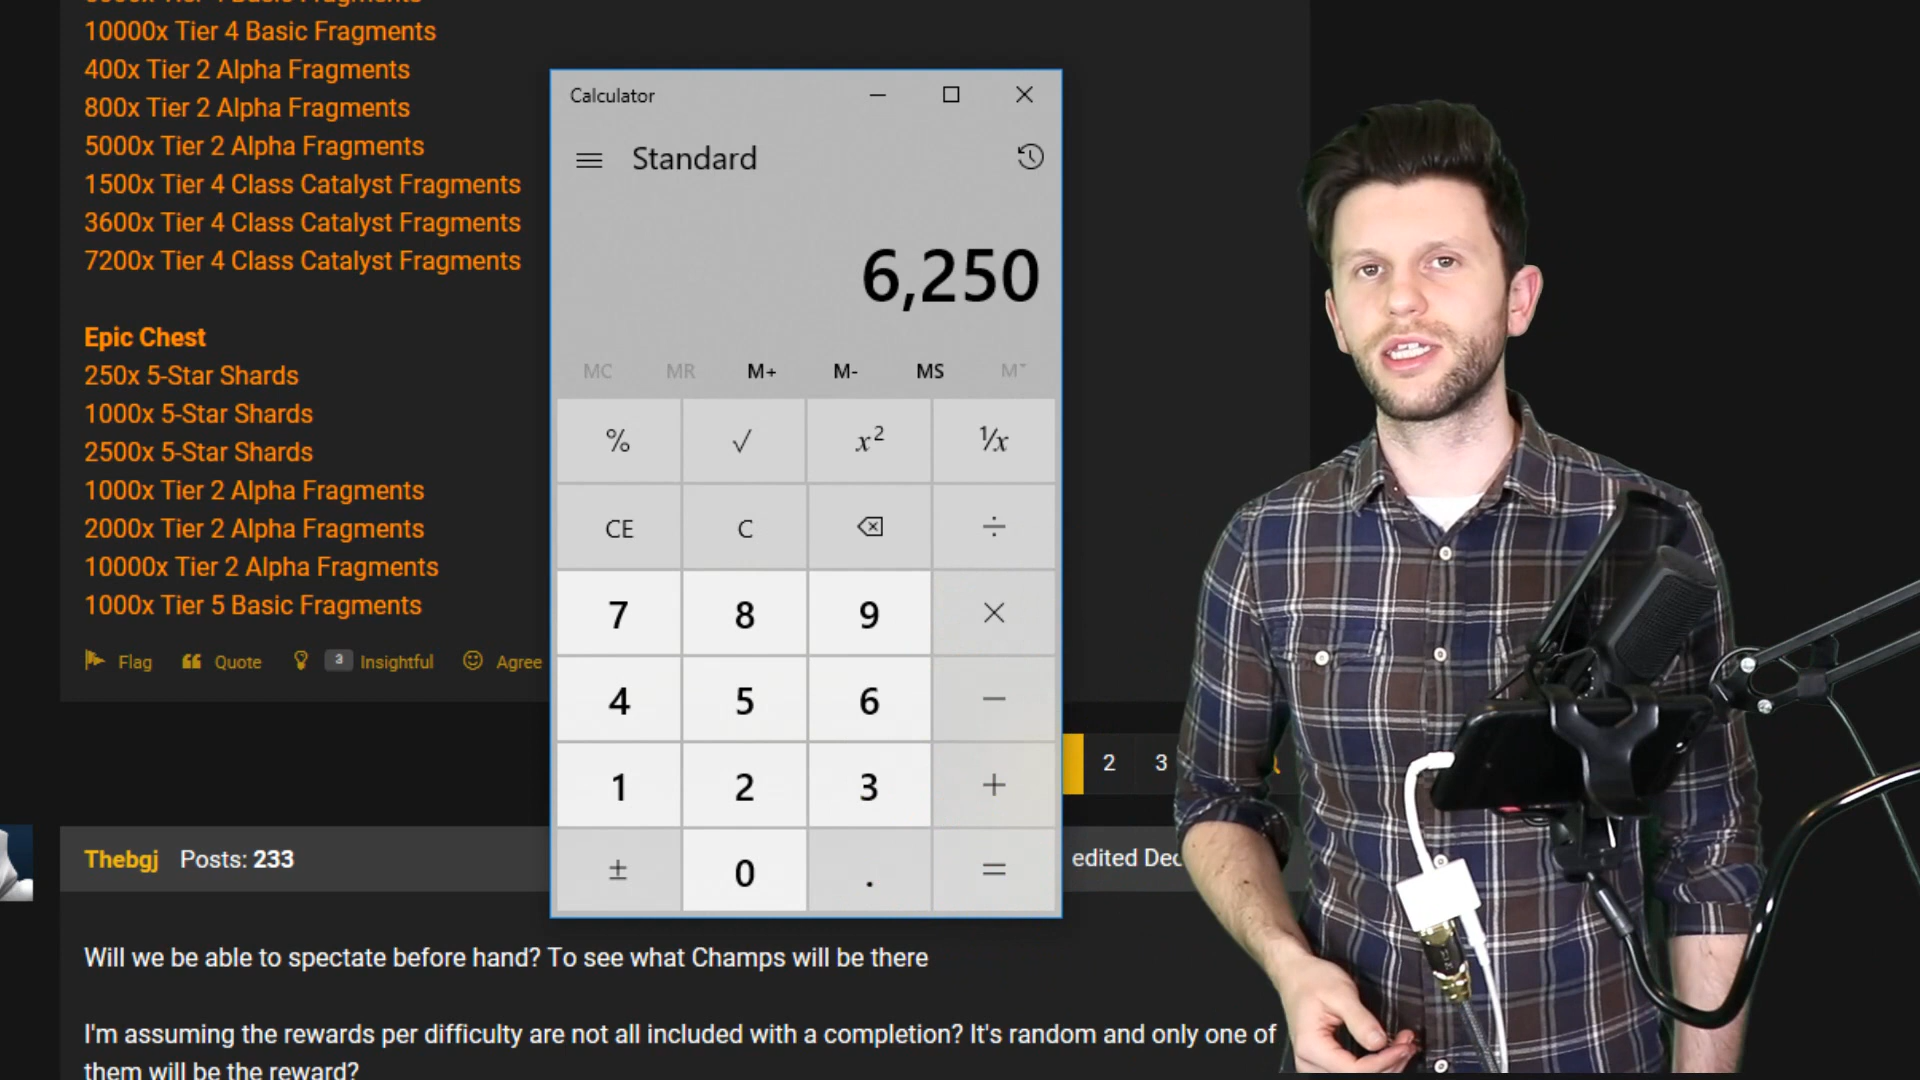 10000x Tier 4 Basic Fragments
400x Tier 2 Alpha Fragments
800x Tier 2 Alpha Fragments
5000x Tier 2 Alpha Fragments
1500x Tier 4 Class Catalyst Fragments
3600x Tier 4 Class Catalyst Fragments
7200x Tier 4 Class Catalyst Fragments
Epic Chest
250x 5-Star Shards
1000x 5-Star Shards
2500x 5-Star Shards
1000x Tier 2 Alpha Fragments
2000x Tier 2 Alpha Fragments
10000x Tier 2 Alpha Fragments
1000x Tier 5 Basic Fragments
Flag Quote 3 Insightful Agree
Calculator
Standard
6,250
MC MR M+ M- MS M˅
% √ x² ⅟x
CE C ÷
7 8 9 ×
4 5 6 −
1 2 3 +
± 0 . =
2 3
Thebgj Posts: 233
edited Dec
Will we be able to spectate before hand? To see what Champs will be there
I'm assuming the rewards per difficulty are not all included with a completion? It's random and only one of
them will be the reward?